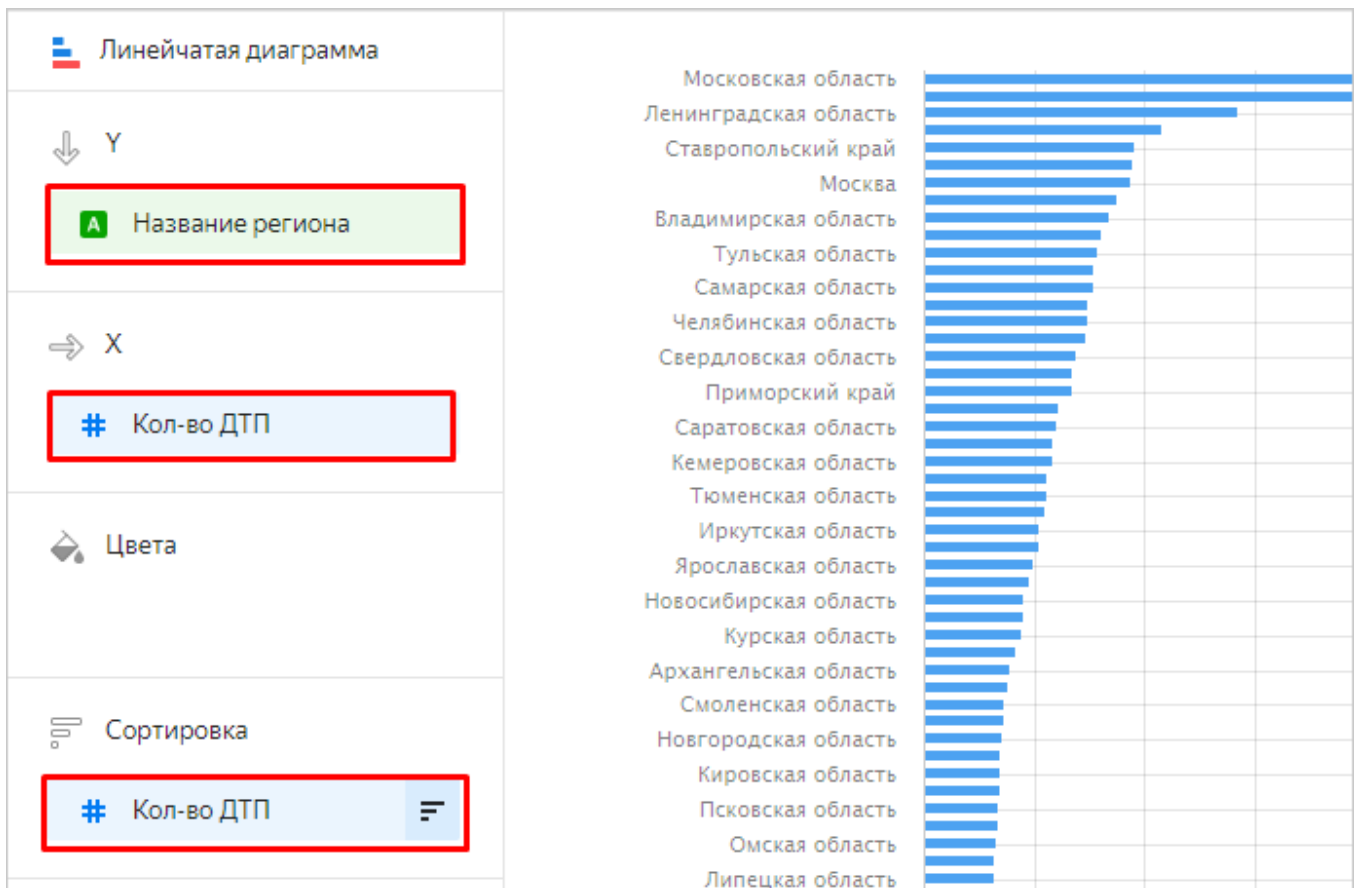 Линейчатая диаграмма
Y
A Название региона
X
# Кол-во ДТП
Цвета
Сортировка
# Кол-во ДТП
Московская область
Ленинградская область
Ставропольский край
Москва
Владимирская область
Тульская область
Самарская область
Челябинская область
Свердловская область
Приморский край
Саратовская область
Кемеровская область
Тюменская область
Иркутская область
Ярославская область
Новосибирская область
Курская область
Архангельская область
Смоленская область
Новгородская область
Кировская область
Псковская область
Омская область
Липецкая область